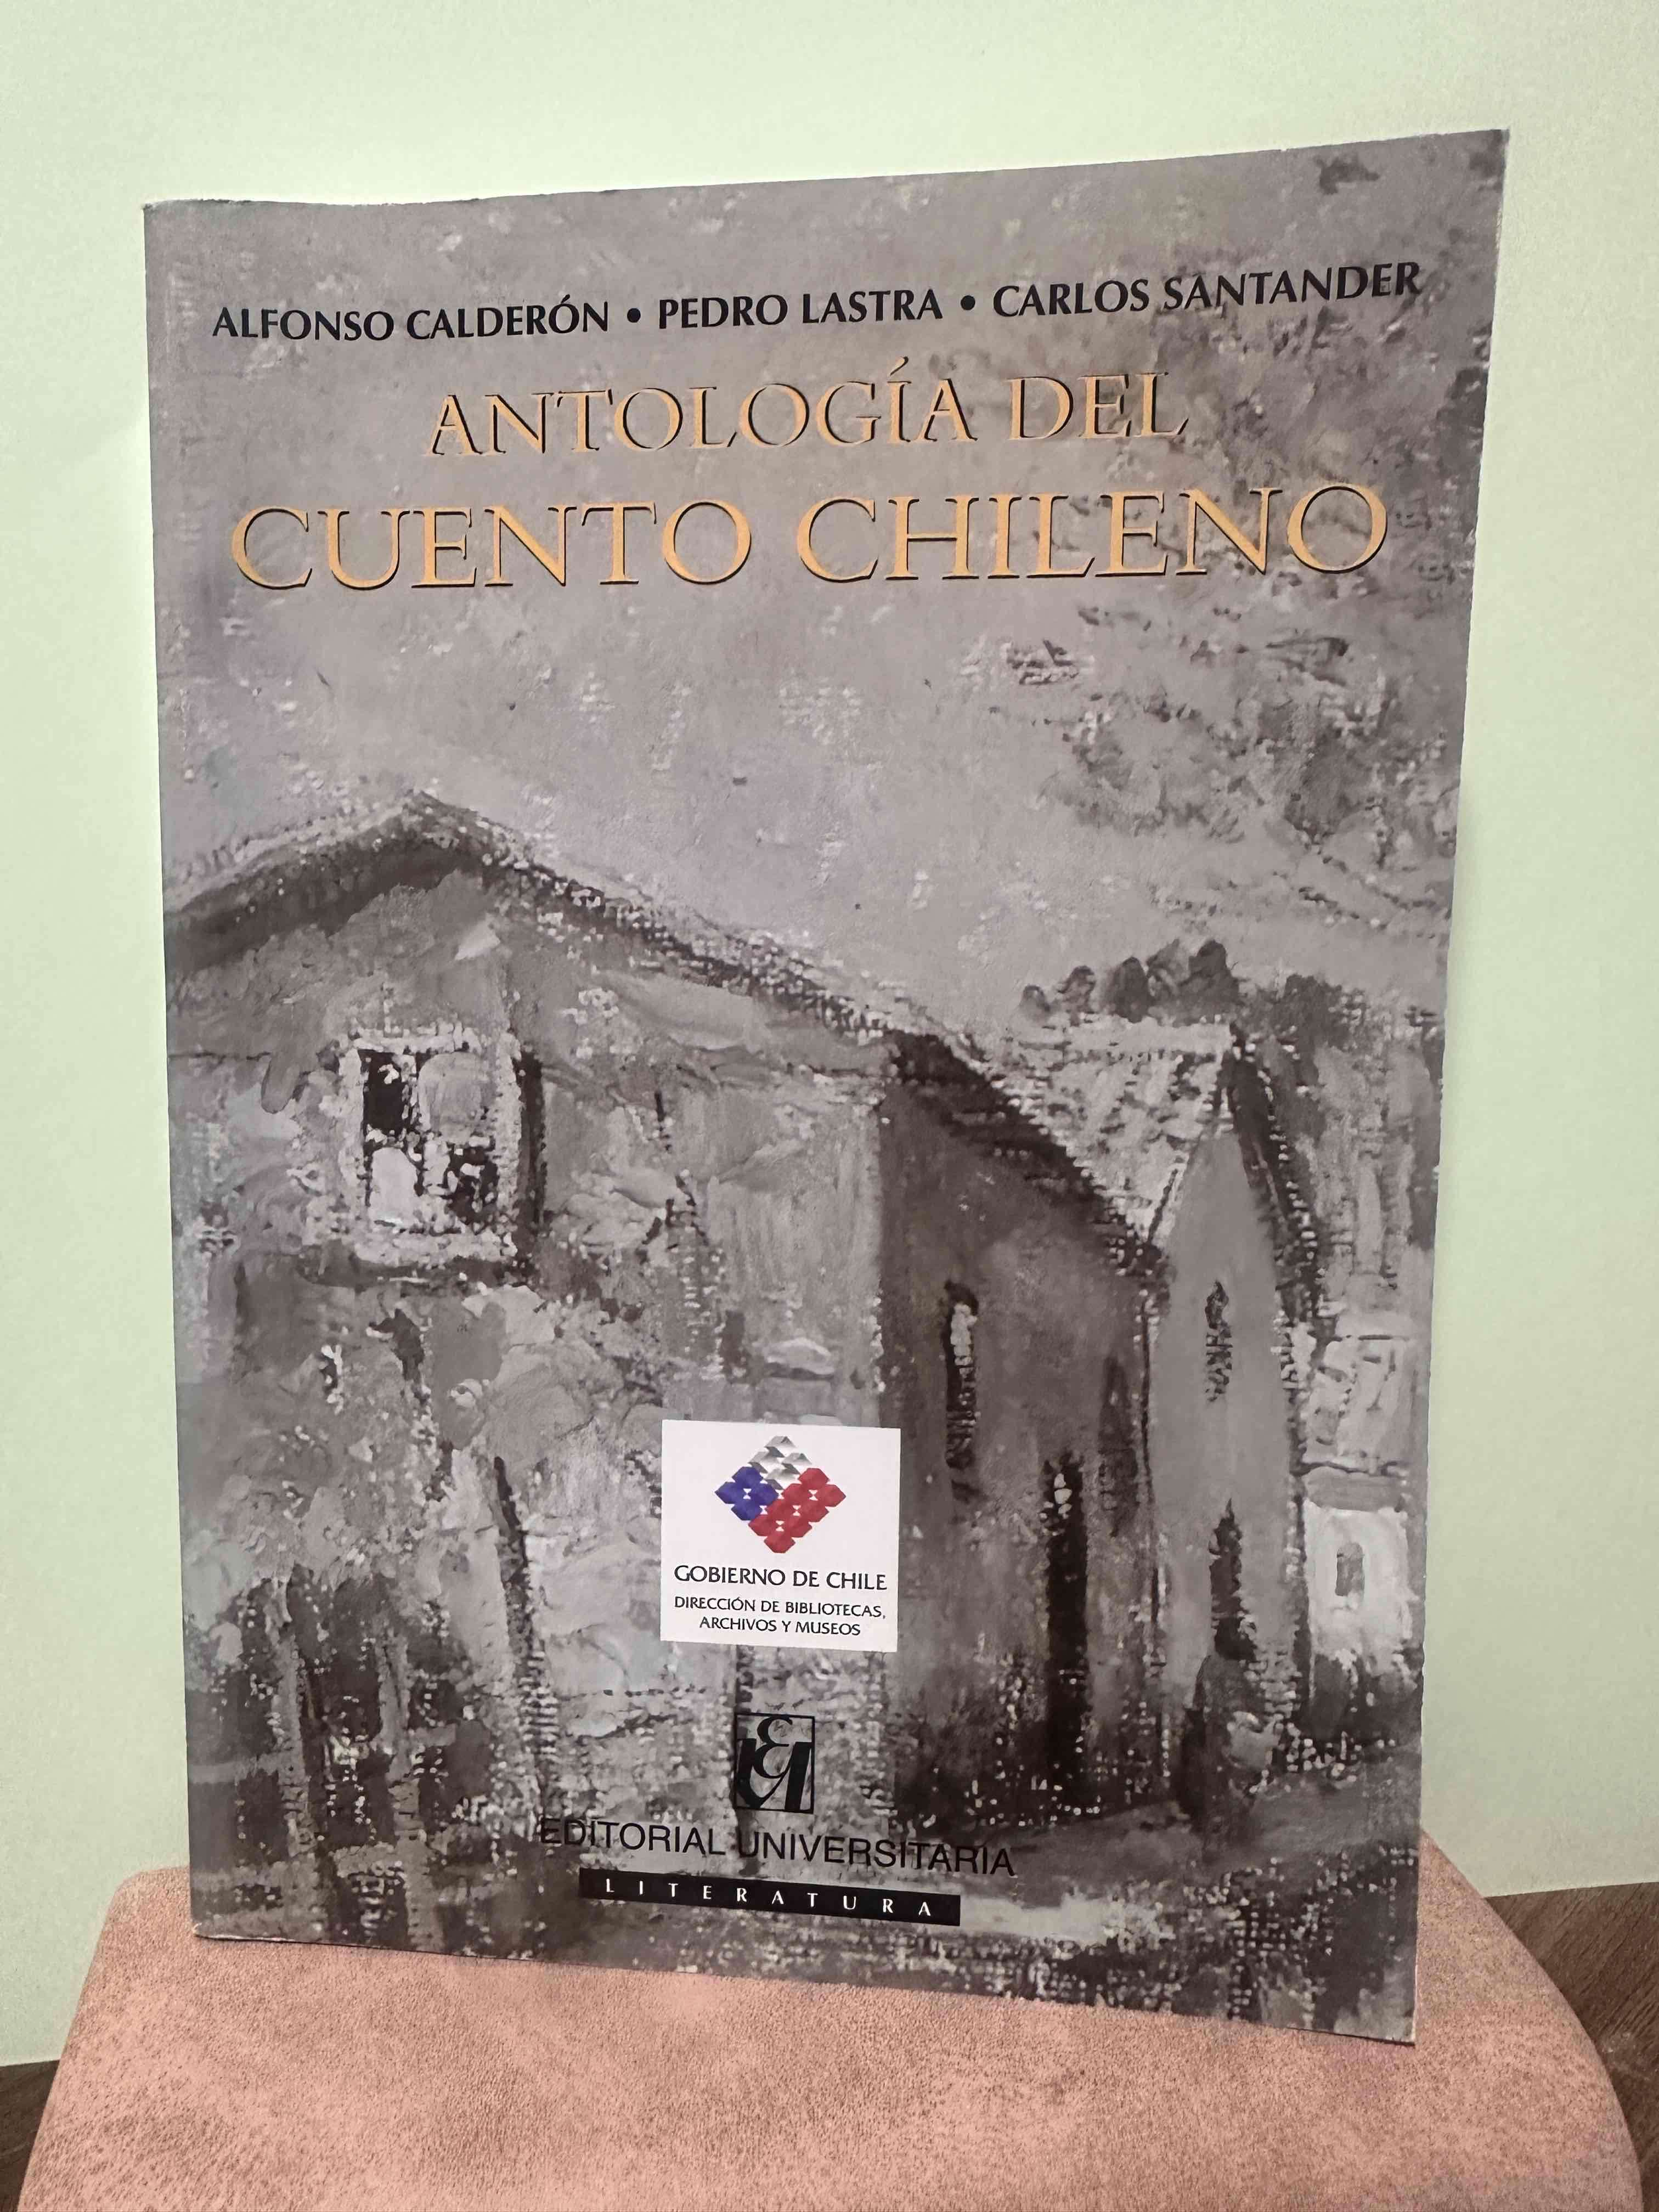 ALFONSO CALDERÓN • PEDRO LASTRA • CARLOS SANTANDER
ANTOLOGÍA DEL
CUENTO CHILENO
GOBIERNO DE CHILE
DIRECCIÓN DE BIBLIOTECAS,
ARCHIVOS Y MUSEOS
EDITORIAL UNIVERSITARIA
LITERATURA